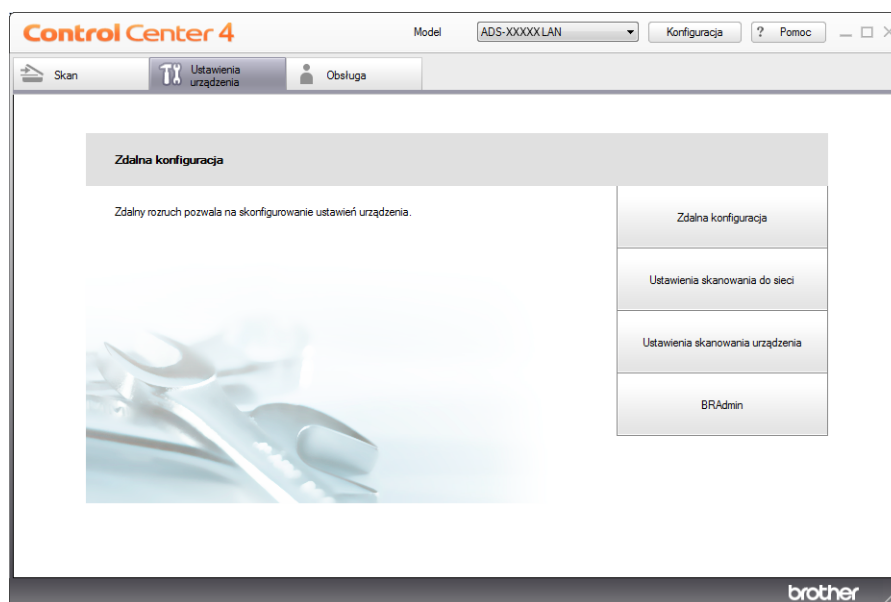 Control Center 4
Model
ADS-XXXXX LAN
Konfiguracja
? Pomoc
Skan
Ustawienia
urządzenia
Obsługa
Zdalna konfiguracja
Zdalny rozruch pozwala na skonfigurowanie ustawień urządzenia.
Zdalna konfiguracja
Ustawienia skanowania do sieci
Ustawienia skanowania urządzenia
BRAdmin
brother